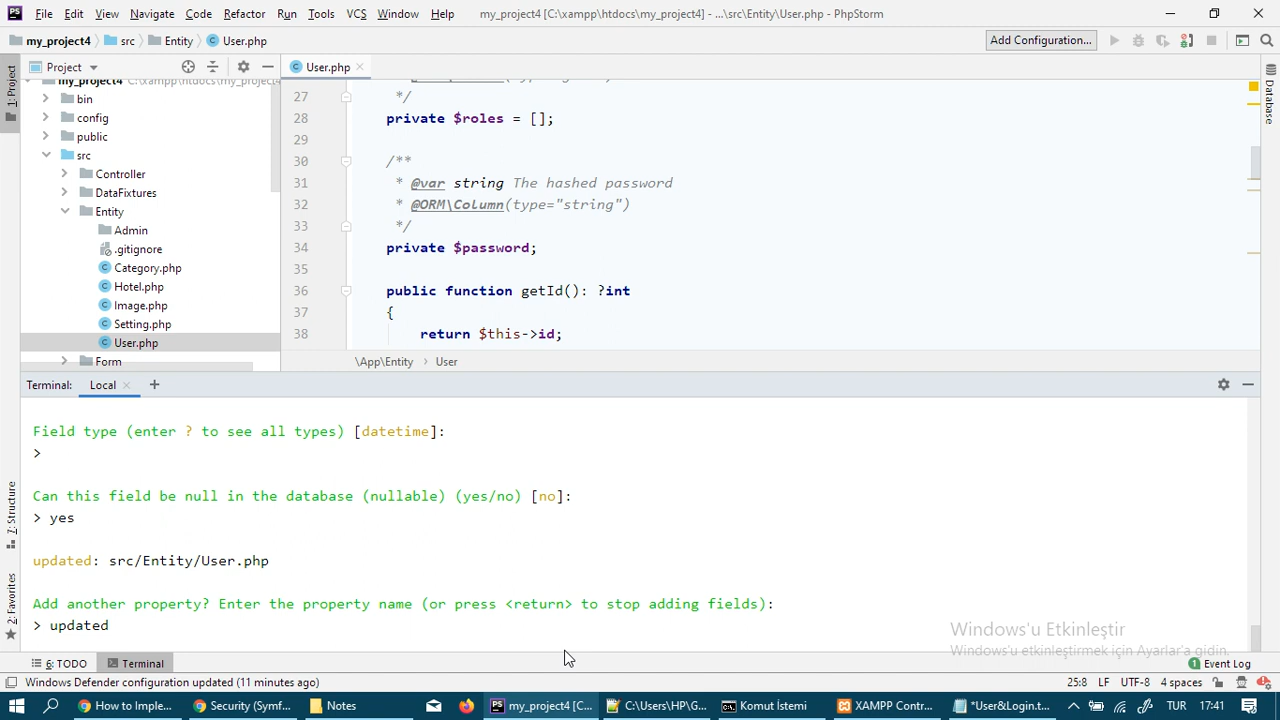 File Edit View Navigate Code Refactor Run Tools VCS Window Help my_project4 [C:\xampp\htdocs\my_project4] - ...\src\Entity\User.php - PhpStorm
my_project4 src Entity User.php Add Configuration...
Project User.php
1: Project
Database
my_project4 C:\xampp\htdocs\my_project4
bin
config
public
src
Controller
DataFixtures
Entity
Admin
.gitignore
Category.php
Hotel.php
Image.php
Setting.php
User.php
Form
27 */
28 private $roles = [];
29
30 /**
31 * @var string The hashed password
32 * @ORM\Column(type="string")
33 */
34 private $password;
35
36 public function getId(): ?int
37 {
38 return $this->id;
\App\Entity > User
Terminal: Local +
Field type (enter ? to see all types) [datetime]:
>
Can this field be null in the database (nullable) (yes/no) [no]:
> yes
updated: src/Entity/User.php
Add another property? Enter the property name (or press <return> to stop adding fields):
> updated
Z: Structure
2: Favorites
Windows'u Etkinleştir
Windows'u etkinleştirmek için Ayarlar'a gidin.
6: TODO Terminal Event Log
Windows Defender configuration updated (11 minutes ago) 25:8 LF UTF-8 4 spaces
How to Imple... Security (Symf... Notes my_project4 [C... C:\Users\HP\G... Komut İstemi XAMPP Contr... *User&Login.t... TUR 17:41